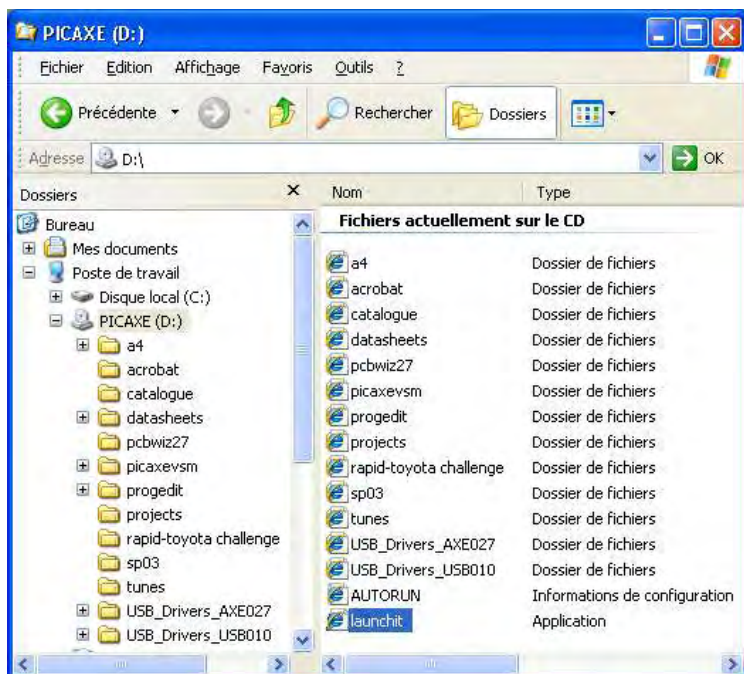 PICAXE (D:)
Fichier Edition Affichage Favoris Outils ?
Précédente Rechercher Dossiers
Adresse D:\ OK
Dossiers
Bureau
Mes documents
Poste de travail
Disque local (C:)
PICAXE (D:)
a4
acrobat
catalogue
datasheets
pcbwiz27
picaxevsm
progedit
projects
rapid-toyota challenge
sp03
tunes
USB_Drivers_AXE027
USB_Drivers_USB010
Nom Type
Fichiers actuellement sur le CD
a4 Dossier de fichiers
acrobat Dossier de fichiers
catalogue Dossier de fichiers
datasheets Dossier de fichiers
pcbwiz27 Dossier de fichiers
picaxevsm Dossier de fichiers
progedit Dossier de fichiers
projects Dossier de fichiers
rapid-toyota challenge Dossier de fichiers
sp03 Dossier de fichiers
tunes Dossier de fichiers
USB_Drivers_AXE027 Dossier de fichiers
USB_Drivers_USB010 Dossier de fichiers
AUTORUN Informations de configuration
launchit Application